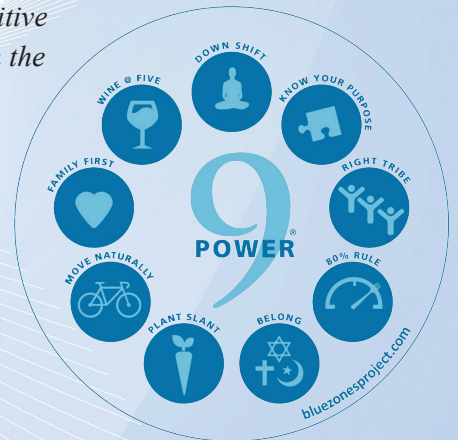 itive
the
DOWN SHIFT
KNOW YOUR PURPOSE
RIGHT TRIBE
80% RULE
BELONG
PLANT SLANT
MOVE NATURALLY
FAMILY FIRST
WINE @ FIVE
9
®
POWER
bluezonesproject.com